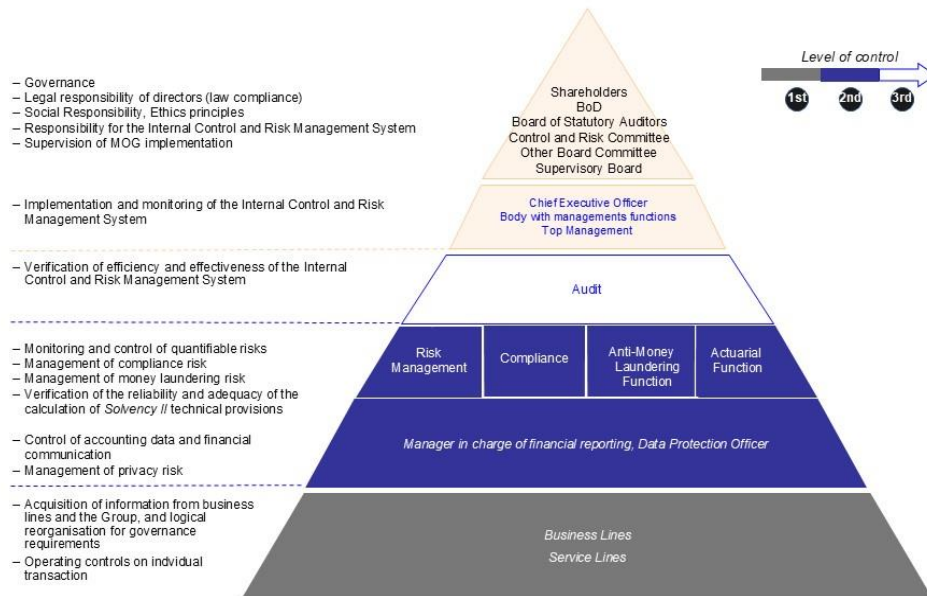 Level of control
1st
2nd
3rd
– Governance
– Legal responsibility of directors (law compliance)
– Social Responsibility, Ethics principles
– Responsibility for the Internal Control and Risk Management System
– Supervision of MOG implementation
Shareholders
BoD
Board of Statutory Auditors
Control and Risk Committee
Other Board Committee
Supervisory Board
– Implementation and monitoring of the Internal Control and Risk
Management System
Chief Executive Officer
Body with managements functions
Top Management
– Verification of efficiency and effectiveness of the Internal
Control and Risk Management System
Audit
– Monitoring and control of quantifiable risks
– Management of compliance risk
– Management of money laundering risk
– Verification of the reliability and adequacy of the
calculation of Solvency II technical provisions
Risk
Management
Compliance
Anti-Money
Laundering
Function
Actuarial
Function
– Control of accounting data and financial
communication
– Management of privacy risk
Manager in charge of financial reporting, Data Protection Officer
– Acquisition of information from business
lines and the Group, and logical
reorganisation for governance
requirements
– Operating controls on indvidual
transaction
Business Lines
Service Lines